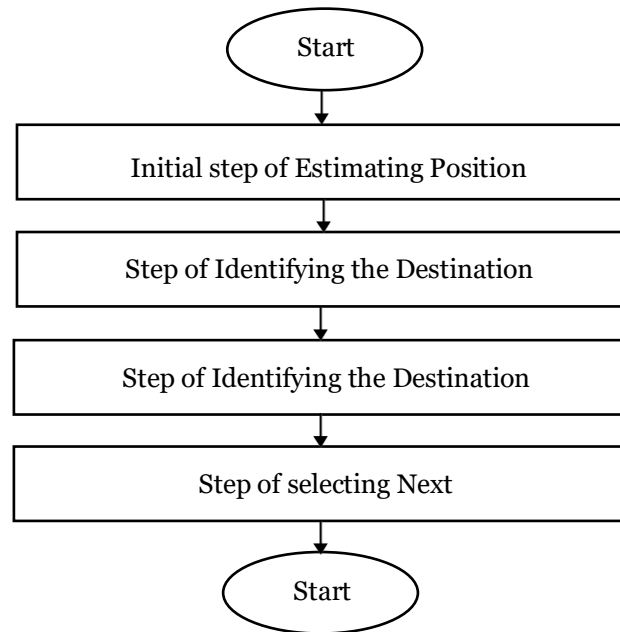 Start
Initial step of Estimating Position
Step of Identifying the Destination
Step of Identifying the Destination
Step of selecting Next
Start